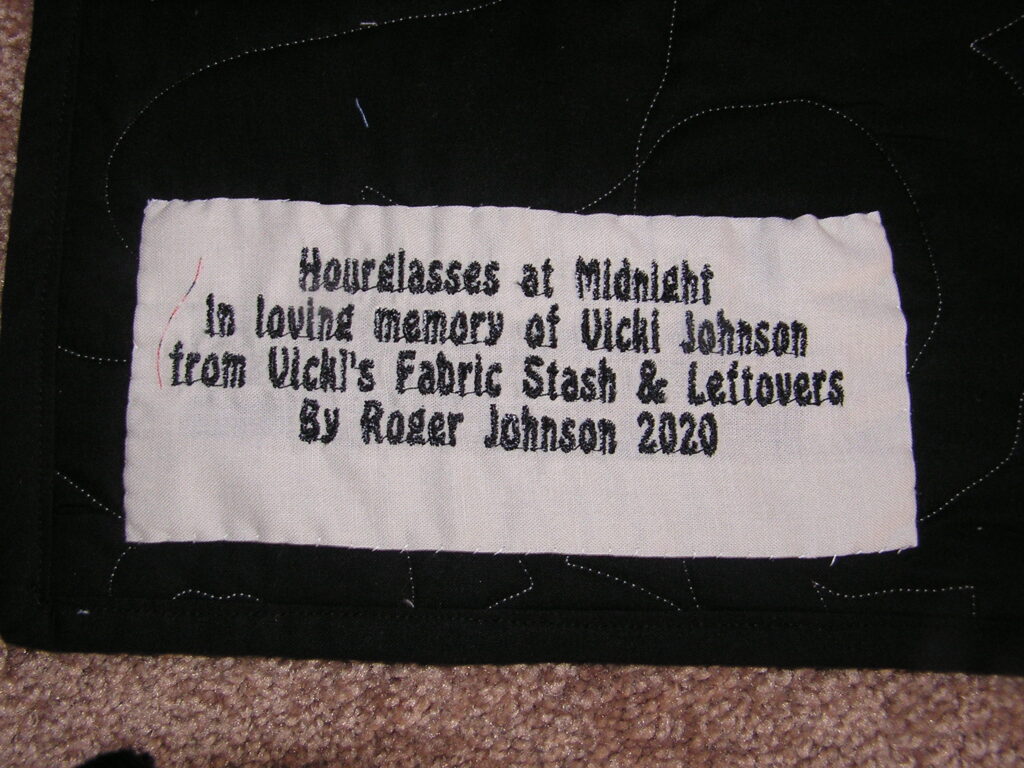 Hourglasses at Midnight
In loving memory of Vicki Johnson
from Vicki's Fabric Stash & Leftovers
By Roger Johnson 2020